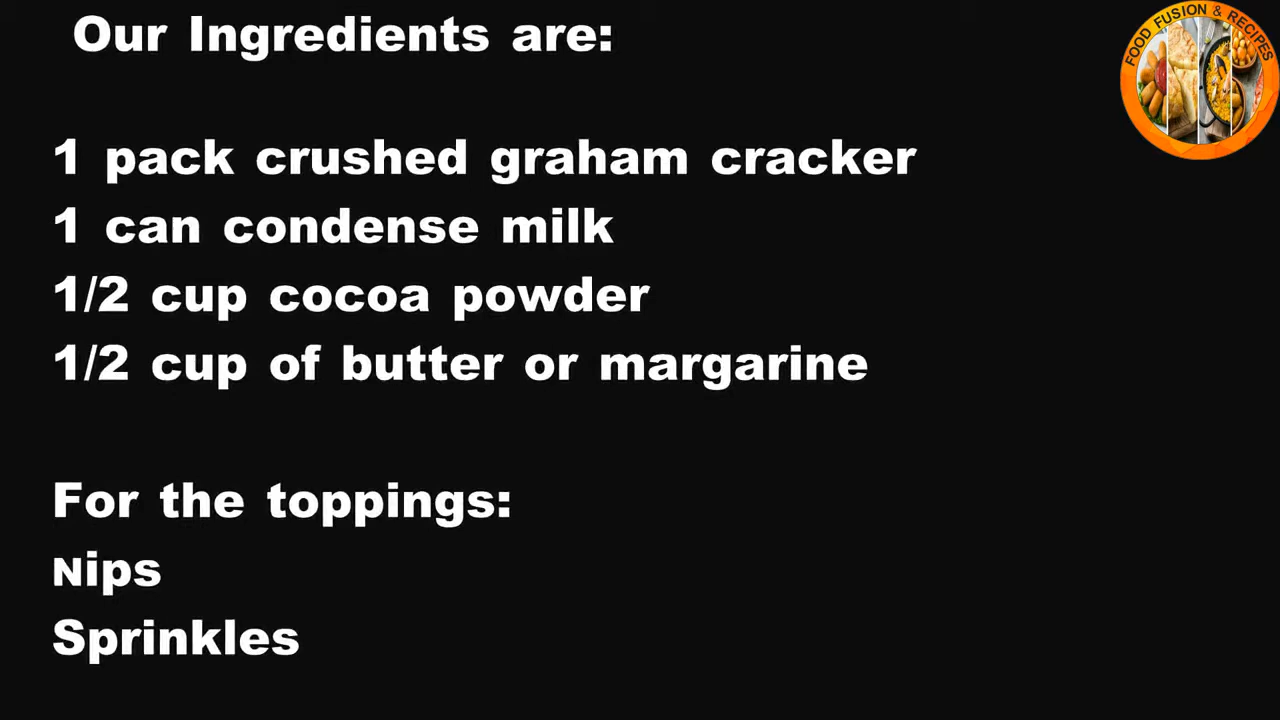 Our Ingredients are:
FOOD FUSION & RECIPES
1 pack crushed graham cracker
1 can condense milk
1/2 cup cocoa powder
1/2 cup of butter or margarine
For the toppings:
Nips
Sprinkles